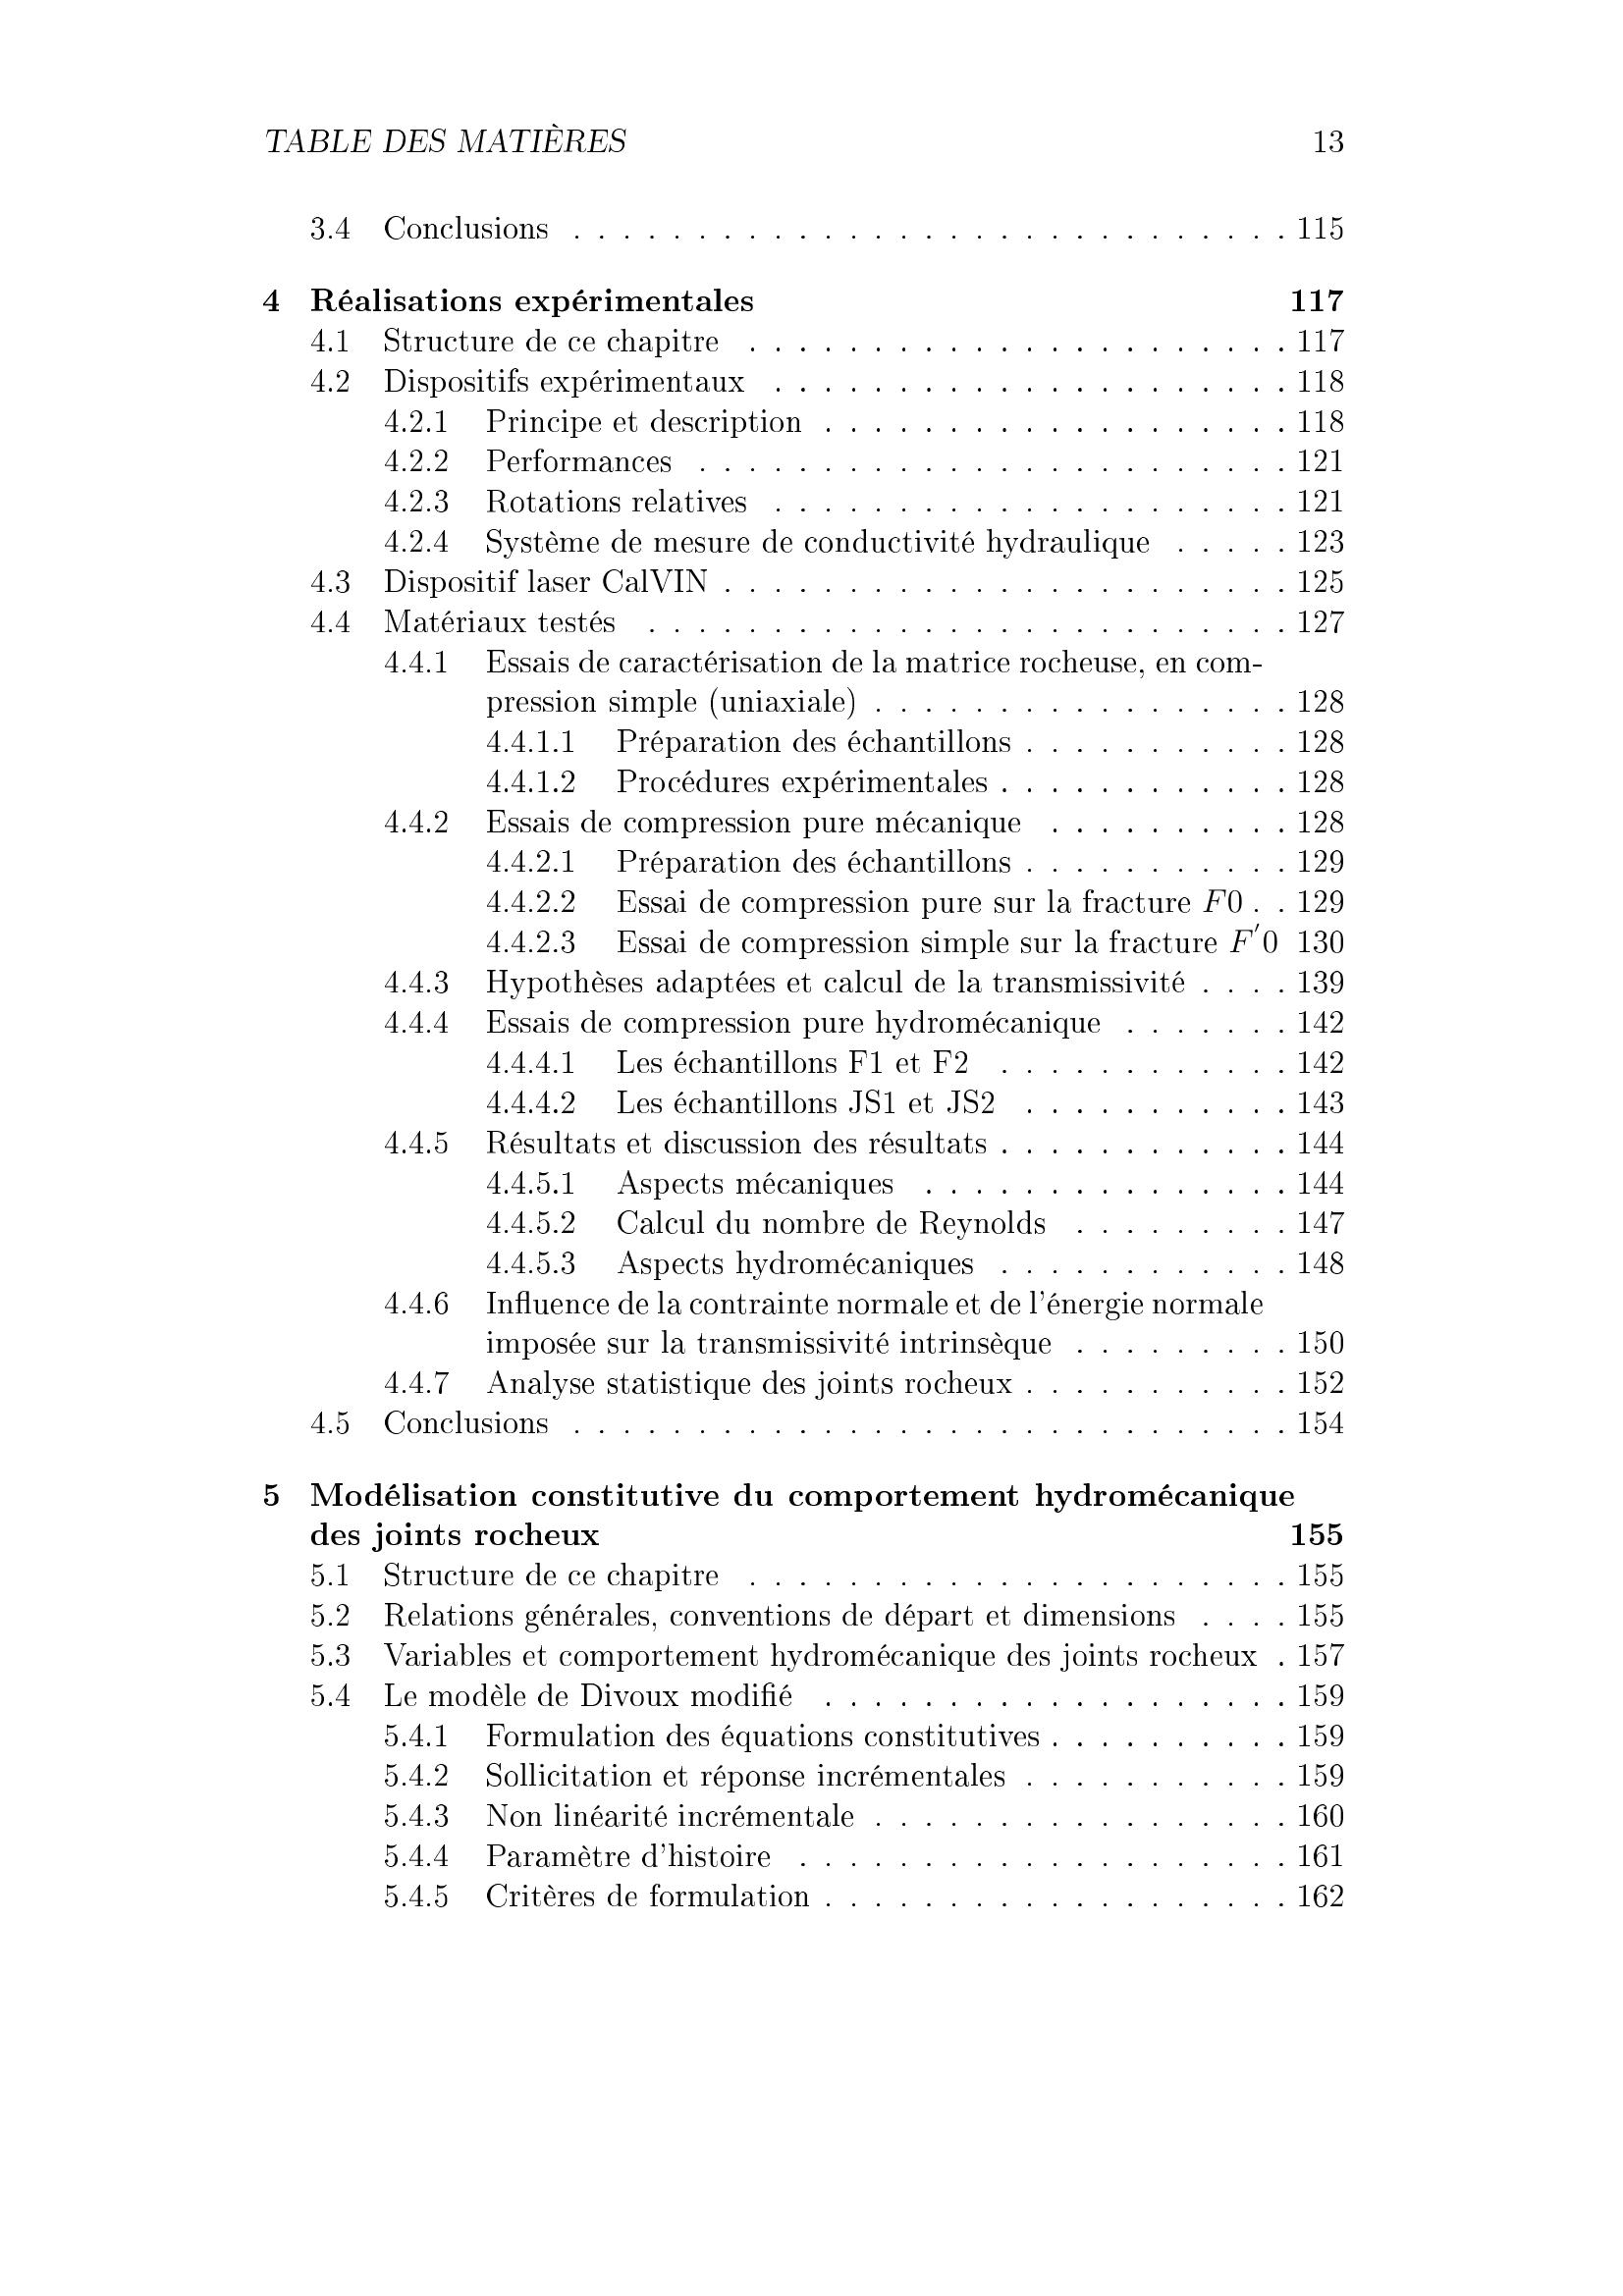 TABLE DES MATIÈRES 13
3.4 Conclusions . . . . . . . . . . . . . . . . . . . . . . . . . . . . . 115
4 Réalisations expérimentales 117
4.1 Structure de ce chapitre . . . . . . . . . . . . . . . . . . . . . . 117
4.2 Dispositifs expérimentaux . . . . . . . . . . . . . . . . . . . . . 118
4.2.1 Principe et description . . . . . . . . . . . . . . . . . . . 118
4.2.2 Performances . . . . . . . . . . . . . . . . . . . . . . . . 121
4.2.3 Rotations relatives . . . . . . . . . . . . . . . . . . . . . 121
4.2.4 Système de mesure de conductivité hydraulique . . . . . 123
4.3 Dispositif laser CalVIN . . . . . . . . . . . . . . . . . . . . . . . 125
4.4 Matériaux testés . . . . . . . . . . . . . . . . . . . . . . . . . . 127
4.4.1 Essais de caractérisation de la matrice rocheuse, en com-
pression simple (uniaxiale) . . . . . . . . . . . . . . . . . 128
4.4.1.1 Préparation des échantillons . . . . . . . . . . . 128
4.4.1.2 Procédures expérimentales . . . . . . . . . . . . 128
4.4.2 Essais de compression pure mécanique . . . . . . . . . . 128
4.4.2.1 Préparation des échantillons . . . . . . . . . . . 129
4.4.2.2 Essai de compression pure sur la fracture F0 . . 129
4.4.2.3 Essai de compression simple sur la fracture F′0 130
4.4.3 Hypothèses adaptées et calcul de la transmissivité . . . . 139
4.4.4 Essais de compression pure hydromécanique . . . . . . . 142
4.4.4.1 Les échantillons F1 et F2 . . . . . . . . . . . . 142
4.4.4.2 Les échantillons JS1 et JS2 . . . . . . . . . . . 143
4.4.5 Résultats et discussion des résultats . . . . . . . . . . . . 144
4.4.5.1 Aspects mécaniques . . . . . . . . . . . . . . . 144
4.4.5.2 Calcul du nombre de Reynolds . . . . . . . . . 147
4.4.5.3 Aspects hydromécaniques . . . . . . . . . . . . 148
4.4.6 Influence de la contrainte normale et de l'énergie normale
imposée sur la transmissivité intrinsèque . . . . . . . . . 150
4.4.7 Analyse statistique des joints rocheux . . . . . . . . . . . 152
4.5 Conclusions . . . . . . . . . . . . . . . . . . . . . . . . . . . . . 154
5 Modélisation constitutive du comportement hydromécanique
des joints rocheux 155
5.1 Structure de ce chapitre . . . . . . . . . . . . . . . . . . . . . . 155
5.2 Relations générales, conventions de départ et dimensions . . . . 155
5.3 Variables et comportement hydromécanique des joints rocheux . 157
5.4 Le modèle de Divoux modifié . . . . . . . . . . . . . . . . . . . 159
5.4.1 Formulation des équations constitutives . . . . . . . . . . 159
5.4.2 Sollicitation et réponse incrémentales . . . . . . . . . . . 159
5.4.3 Non linéarité incrémentale . . . . . . . . . . . . . . . . . 160
5.4.4 Paramètre d'histoire . . . . . . . . . . . . . . . . . . . . 161
5.4.5 Critères de formulation . . . . . . . . . . . . . . . . . . . 162